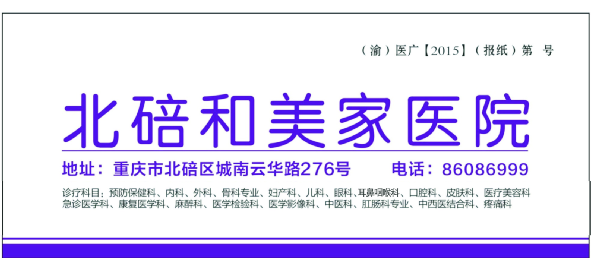 （渝）医广【2015】（报纸）第 号
北碚和美家医院
地址：重庆市北碚区城南云华路276号 电话：86086999
诊疗科目：预防保健科、内科、外科、骨科专业、妇产科、儿科、眼科、耳鼻咽喉科、口腔科、皮肤科、医疗美容科
急诊医学科、康复医学科、麻醉科、医学检验科、医学影像科、中医科、肛肠科专业、中西医结合科、疼痛科